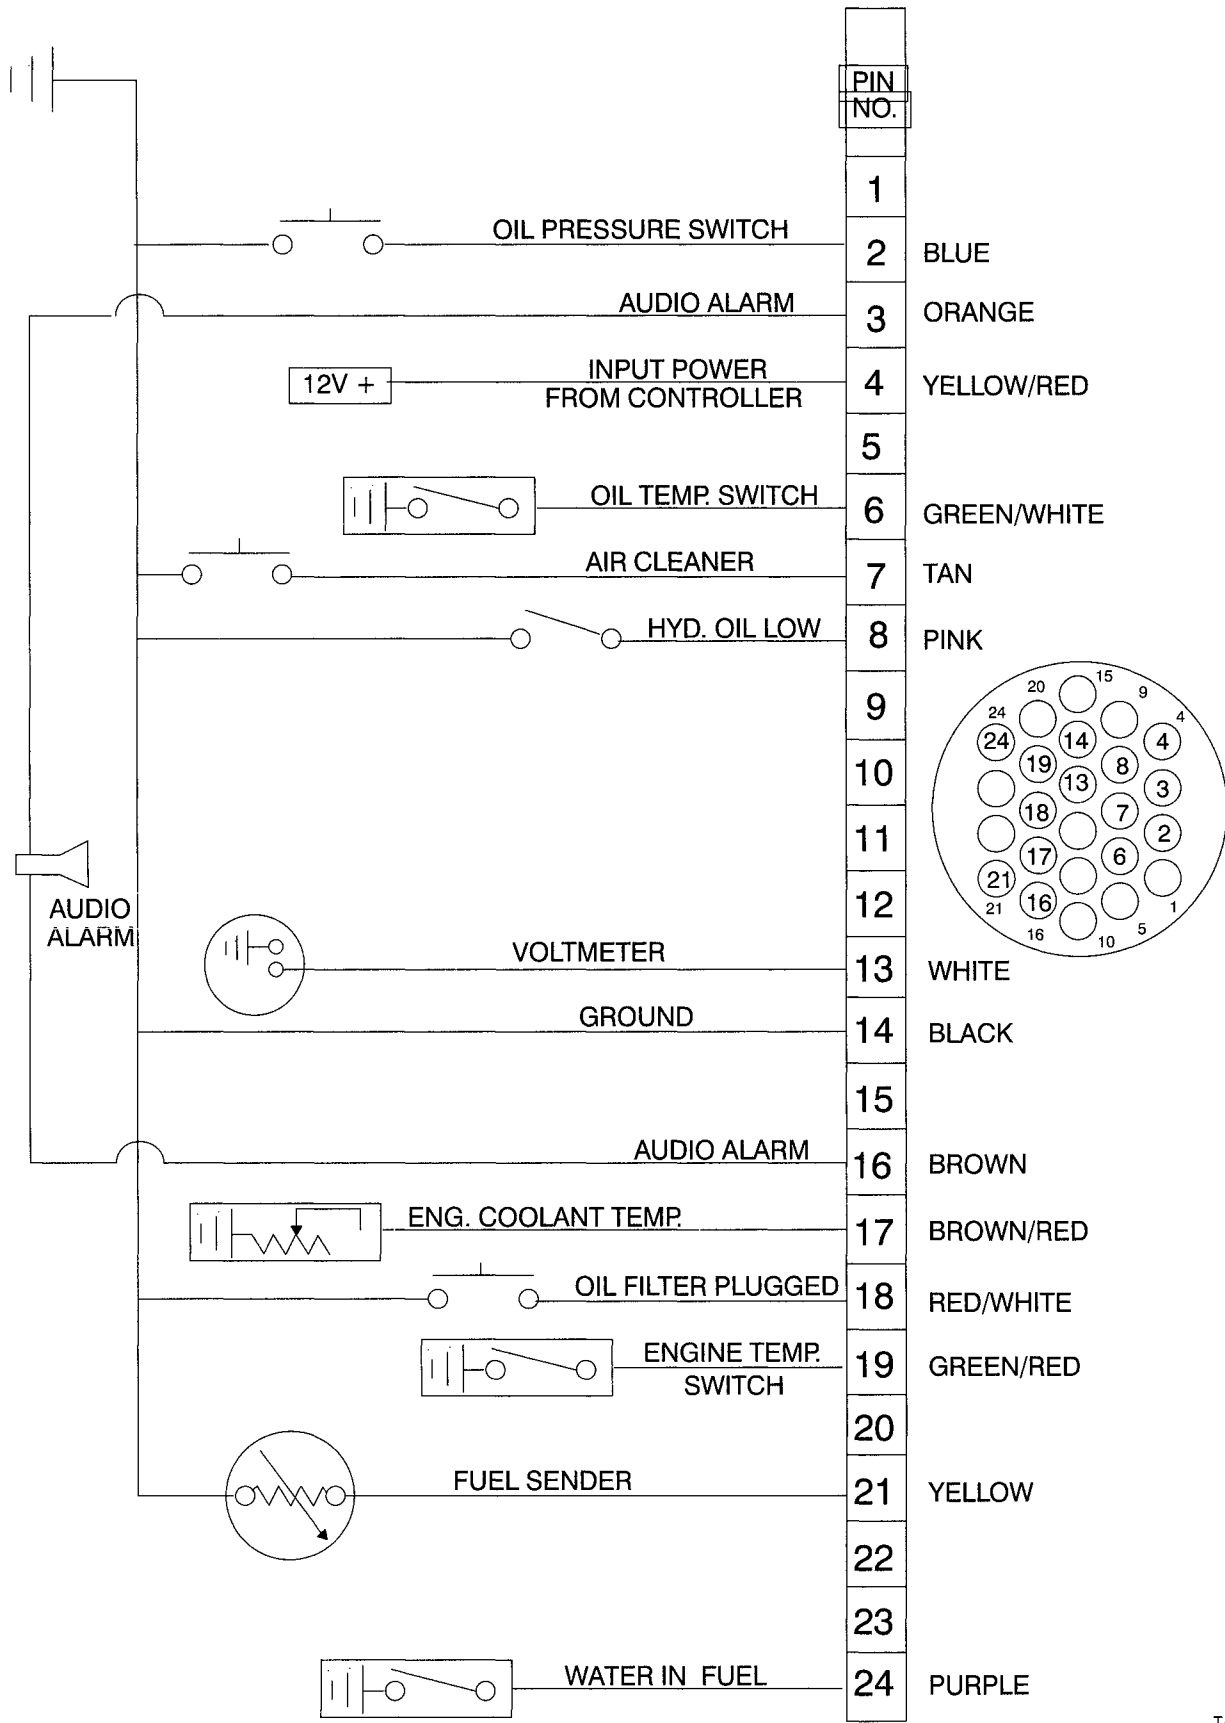 PIN
NO.
1
OIL PRESSURE SWITCH 2 BLUE
AUDIO ALARM 3 ORANGE
12V + INPUT POWER
FROM CONTROLLER 4 YELLOW/RED
5
OIL TEMP. SWITCH 6 GREEN/WHITE
AIR CLEANER 7 TAN
HYD. OIL LOW 8 PINK
9
10
11
12
AUDIO
ALARM
VOLTMETER 13 WHITE
GROUND 14 BLACK
15
AUDIO ALARM 16 BROWN
ENG. COOLANT TEMP. 17 BROWN/RED
OIL FILTER PLUGGED 18 RED/WHITE
ENGINE TEMP.
SWITCH 19 GREEN/RED
20
FUEL SENDER 21 YELLOW
22
23
WATER IN FUEL 24 PURPLE
20 15 9
24 4
24 14 4
19 8
13 3
18 7
2
17 6
21 16
21 1
16 10 5